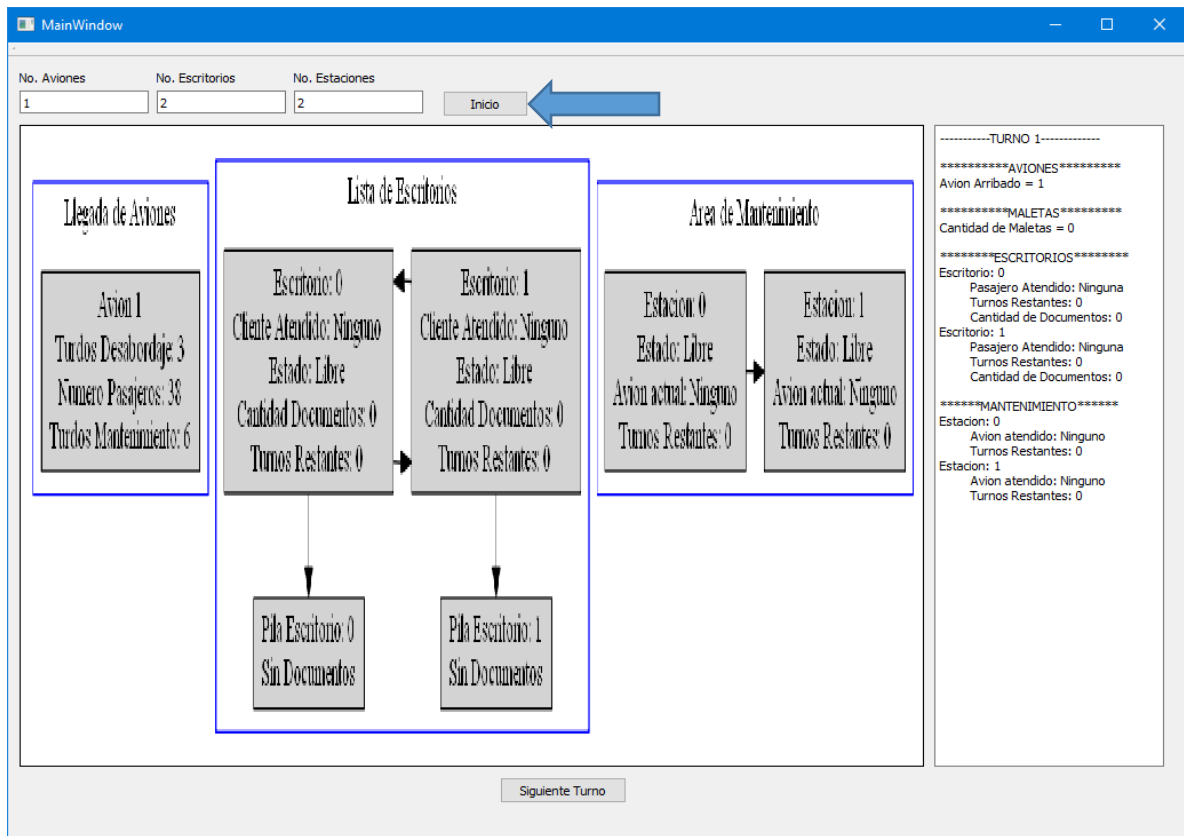 MainWindow
No. Aviones
No. Escritorios
No. Estaciones
1
2
2
Inicio
Llegada de Aviones
Avion 1
Turdos Desabordaje: 3
Numero Pasajeros: 38
Turdos Mantenimiento: 6
Lista de Escritorios
Escritorio: 0
Cliente Atendido: Ninguno
Estado: Libre
Cantidad Documentos: 0
Turnos Restantes: 0
Escritorio: 1
Cliente Atendido: Ninguno
Estado: Libre
Cantidad Documentos: 0
Turnos Restantes: 0
Pila Escritorio: 0
Sin Documentos
Pila Escritorio: 1
Sin Documentos
Area de Mantenimiento
Estacion: 0
Estado: Libre
Avion actual: Ninguno
Turnos Restantes: 0
Estacion: 1
Estado: Libre
Avion actual: Ninguno
Turnos Restantes: 0
-----------TURNO 1-------------
**********AVIONES*********
Avion Arribado = 1
**********MALETAS*********
Cantidad de Maletas = 0
********ESCRITORIOS********
Escritorio: 0
Pasajero Atendido: Ninguna
Turnos Restantes: 0
Cantidad de Documentos: 0
Escritorio: 1
Pasajero Atendido: Ninguna
Turnos Restantes: 0
Cantidad de Documentos: 0
******MANTENIMIENTO******
Estacion: 0
Avion atendido: Ninguno
Turnos Restantes: 0
Estacion: 1
Avion atendido: Ninguno
Turnos Restantes: 0
Siguiente Turno